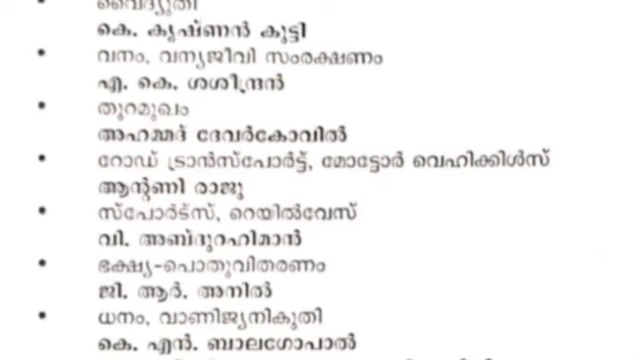 വൈദ്യുതി
കെ. കൃഷ്ണൻ കുട്ടി
വനം, വന്യജീവി സംരക്ഷണം
എ. കെ. ശശീന്ദ്രൻ
തുറമുഖം
അഹമ്മദ് ദേവർകോവിൽ
റോഡ് ട്രാൻസ്പോർട്ട്, മോട്ടോർ വെഹിക്കിൾസ്
ആന്റണി രാജു
സ്പോർട്സ്, റെയിൽവേസ്
വി. അബ്ദുറഹിമാൻ
ഭക്ഷ്യ-പൊതുവിതരണം
ജി. ആർ. അനിൽ
ധനം, വാണിജ്യനികുതി
കെ. എൻ. ബാലഗോപാൽ